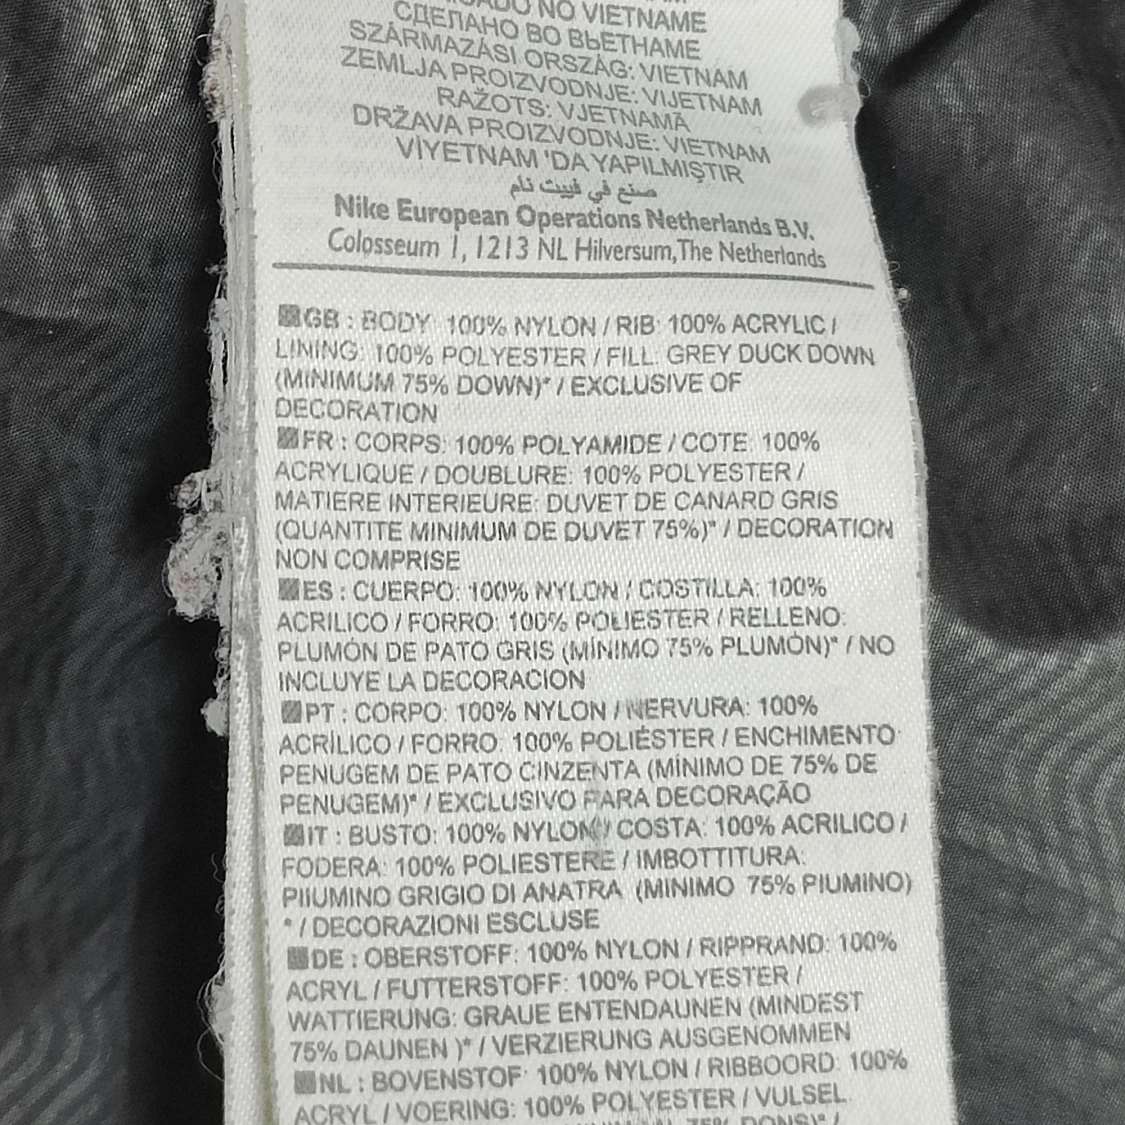 NO VIETNAME
СДЕЛАНО ВО ВЬЕТНАМЕ
SZÁRMAZÁSI ORSZÁG: VIETNÁM
ZEMLJA PROIZVODNJE: VIJETNAM
RAŽOTS: VJETNAMĀ
DRŽAVA PROIZVODNJE: VIETNAM
VİYETNAM 'DA YAPILMIŞTIR
صنع في فييت نام
Nike European Operations Netherlands B.V.
Colosseum 1, 1213 NL Hilversum, The Netherlands
GB : BODY: 100% NYLON / RIB: 100% ACRYLIC /
LINING: 100% POLYESTER / FILL: GREY DUCK DOWN
(MINIMUM 75% DOWN)* / EXCLUSIVE OF
DECORATION
FR : CORPS: 100% POLYAMIDE / COTE: 100%
ACRYLIQUE / DOUBLURE: 100% POLYESTER /
MATIERE INTERIEURE: DUVET DE CANARD GRIS
(QUANTITE MINIMUM DE DUVET 75%)* / DECORATION
NON COMPRISE
ES : CUERPO: 100% NYLON / COSTILLA: 100%
ACRILICO / FORRO: 100% POLIESTER / RELLENO:
PLUMÓN DE PATO GRIS (MÍNIMO 75% PLUMÓN)* / NO
INCLUYE LA DECORACION
PT : CORPO: 100% NYLON / NERVURA: 100%
ACRÍLICO / FORRO: 100% POLIÉSTER / ENCHIMENTO:
PENUGEM DE PATO CINZENTA (MÍNIMO DE 75% DE
PENUGEM)* / EXCLUSIVO PARA DECORAÇÃO
IT : BUSTO: 100% NYLON / COSTA: 100% ACRILICO /
FODERA: 100% POLIESTERE / IMBOTTITURA:
PIIUMINO GRIGIO DI ANATRA (MINIMO 75% PIUMINO)
* / DECORAZIONI ESCLUSE
DE : OBERSTOFF: 100% NYLON / RIPPRAND: 100%
ACRYL / FUTTERSTOFF: 100% POLYESTER /
WATTIERUNG: GRAUE ENTENDAUNEN (MINDEST
75% DAUNEN )* / VERZIERUNG AUSGENOMMEN
NL : BOVENSTOF: 100% NYLON / RIBBOORD: 100%
ACRYL / VOERING: 100% POLYESTER / VULSEL:
75% DONS)* /